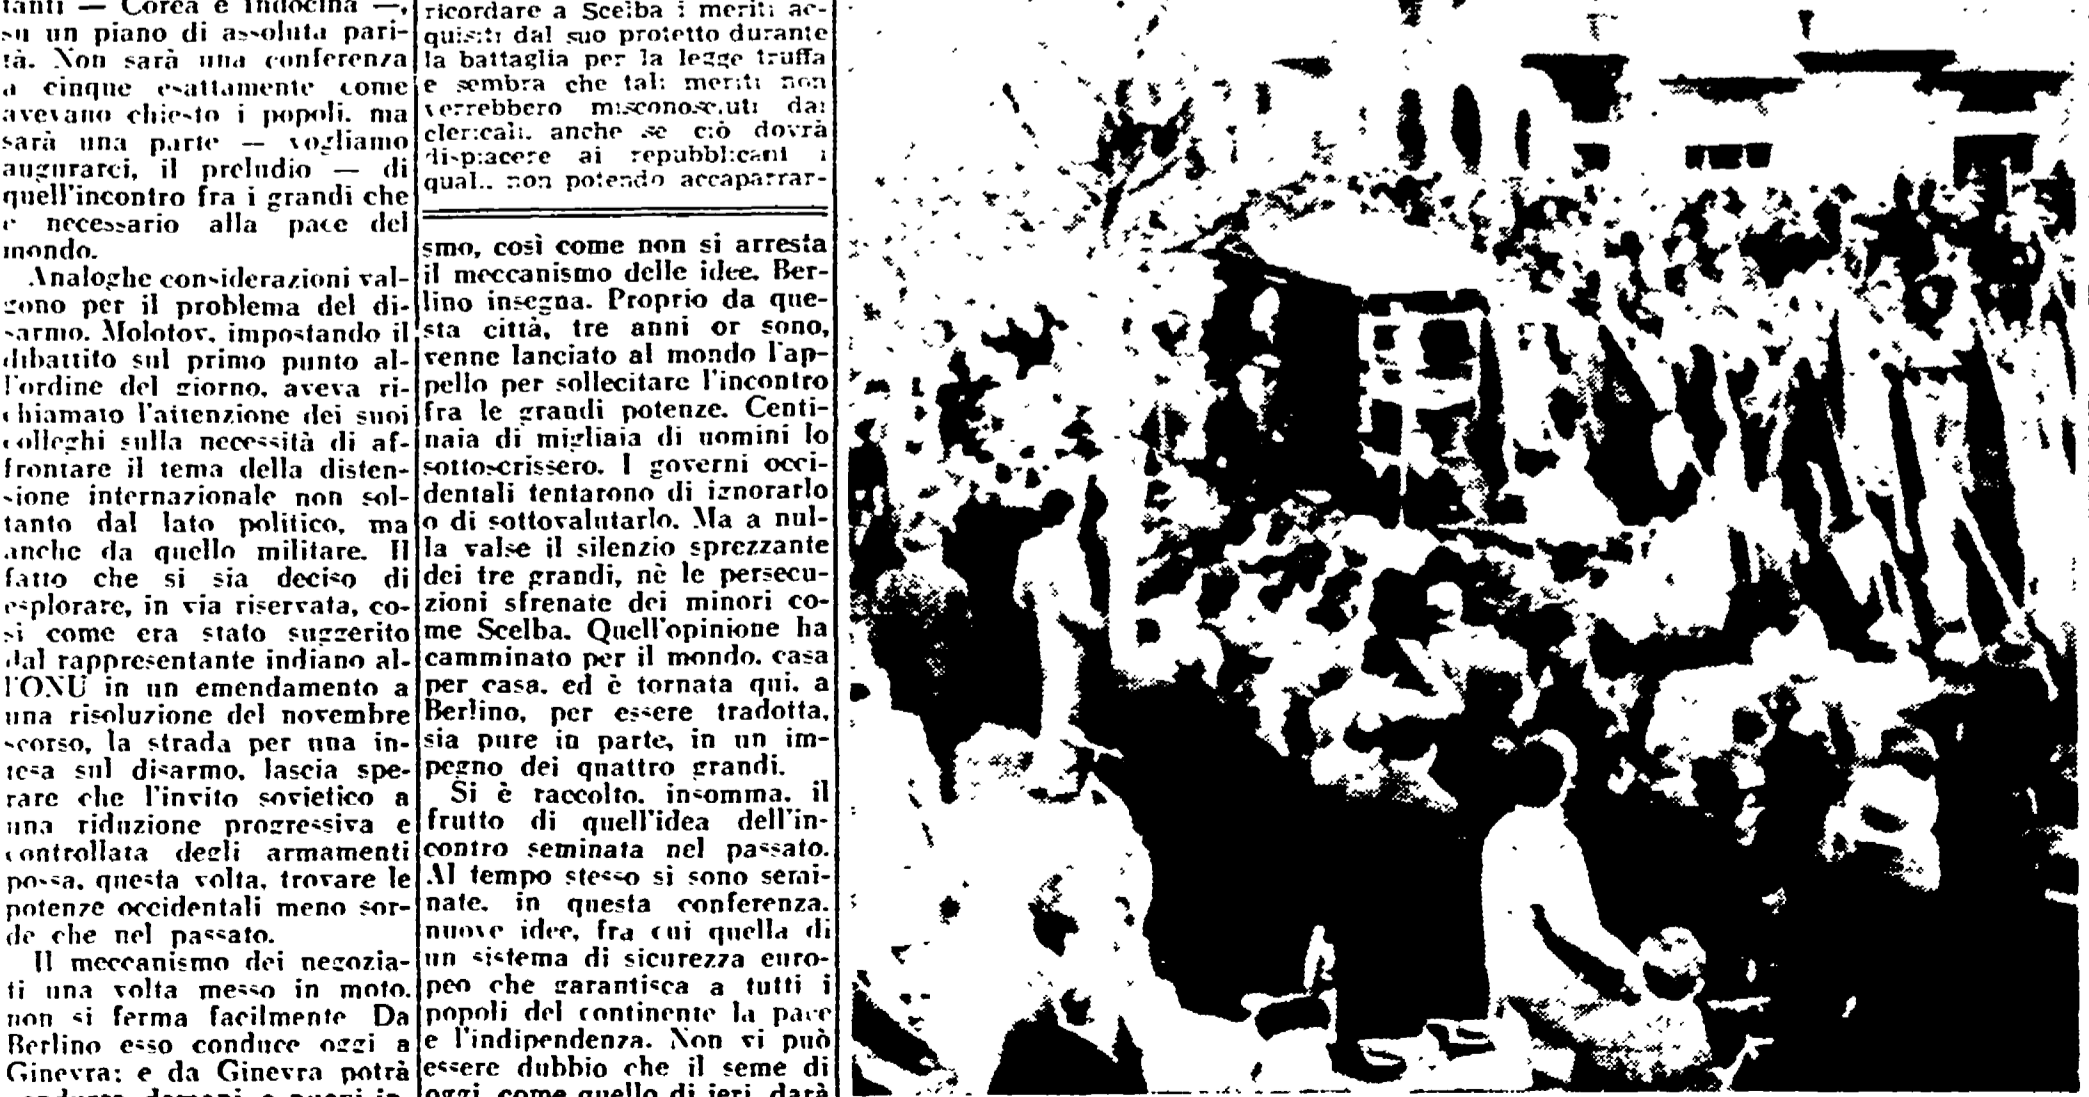 tanti — Corea e Indocina —,
su un piano di assoluta pari-
tà. Non sarà una conferenza
a cinque esattamente come
avevano chiesto i popoli, ma
sarà una parte — vogliamo
augurarci, il preludio — di
quell'incontro fra i grandi che
è necessario alla pace del
mondo.
Analoghe considerazioni val-
gono per il problema del di-
sarmo. Molotov, impostando il
dibattito sul primo punto al-
l'ordine del giorno, aveva ri-
chiamato l'attenzione dei suoi
colleghi sulla necessità di af-
frontare il tema della disten-
sione internazionale non sol-
tanto dal lato politico, ma
anche da quello militare. Il
fatto che si sia deciso di
esplorare, in via riservata, co-
sì come era stato suggerito
dal rappresentante indiano al-
l'ONU in un emendamento a
una risoluzione del novembre
scorso, la strada per una in-
tesa sul disarmo, lascia spe-
rare che l'invito sovietico a
una riduzione progressiva e
controllata degli armamenti
possa, questa volta, trovare le
potenze occidentali meno sor-
de che nel passato.
Il meccanismo dei negozia-
ti una volta messo in moto,
non si ferma facilmente Da
Berlino esso conduce oggi a
Ginevra; e da Ginevra potrà
ricordare a Scelba i meriti ac-
quisiti dal suo protetto durante
la battaglia per la legge truffa
e sembra che tali meriti non
verrebbero misconosciuti dai
clericali, anche se ciò dovrà
dispiacere ai repubblicani i
quali, non potendo accaparrar-
smo, così come non si arresta
il meccanismo delle idee. Ber-
lino insegna. Proprio da que-
sta città, tre anni or sono,
venne lanciato al mondo l'ap-
pello per sollecitare l'incontro
fra le grandi potenze. Centi-
naia di migliaia di uomini lo
sottoscrissero. I governi occi-
dentali tentarono di ignorarlo
o di sottovalutarlo. Ma a nul-
la valse il silenzio sprezzante
dei tre grandi, nè le persecu-
zioni sfrenate dei minori co-
me Scelba. Quell'opinione ha
camminato per il mondo, casa
per casa, ed è tornata qui, a
Berlino, per essere tradotta,
sia pure in parte, in un im-
pegno dei quattro grandi.
Si è raccolto, insomma, il
frutto di quell'idea dell'in-
contro seminata nel passato.
Al tempo stesso si sono semi-
nate, in questa conferenza,
nuove idee, fra cui quella di
un sistema di sicurezza euro-
peo che garantisca a tutti i
popoli del continente la pace
e l'indipendenza. Non vi può
essere dubbio che il seme di
oggi, come quello di ieri, darà